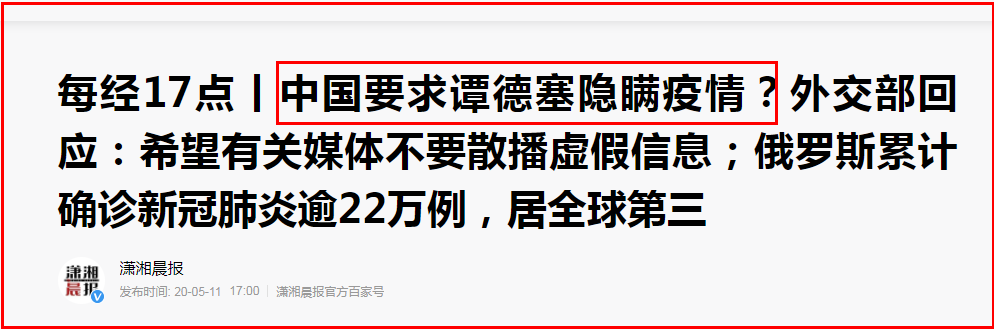 每经17点丨中国要求谭德塞隐瞒疫情？外交部回
应：希望有关媒体不要散播虚假信息；俄罗斯累计
确诊新冠肺炎逾22万例，居全球第三
潇湘晨报
潇湘
晨报
发布时间: 20-05-11 17:00 潇湘晨报官方百家号